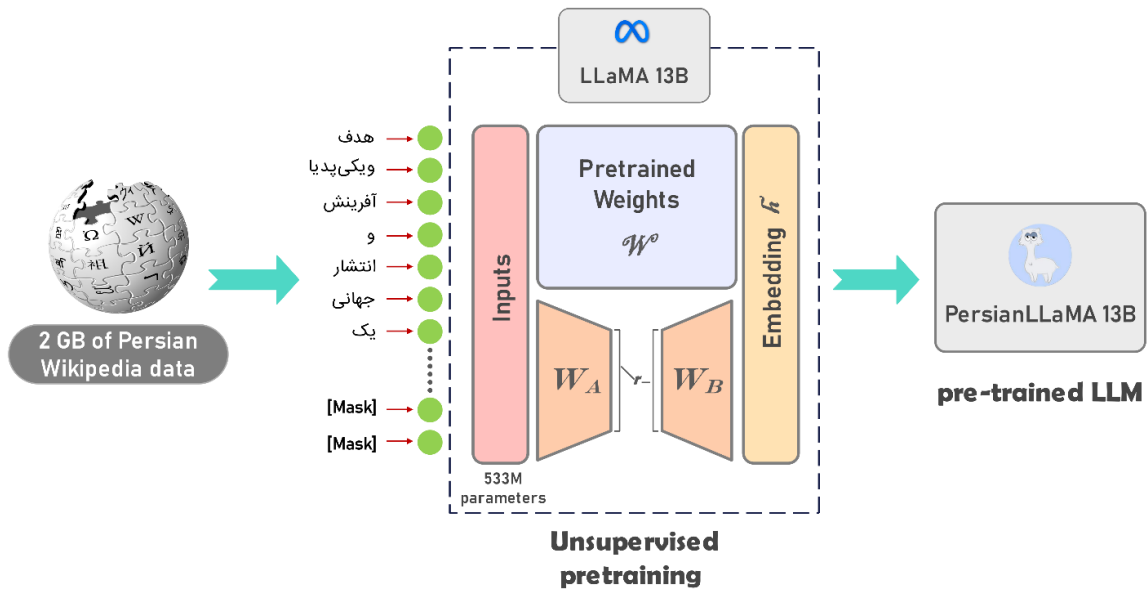 LLaMA 13B
2 GB of Persian
Wikipedia data
هدف
ویکی‌پدیا
آفرینش
و
انتشار
جهانی
یک
[Mask]
[Mask]
Inputs
533M
parameters
Pretrained
Weights
𝒲
W_A
r
W_B
Embedding h
Unsupervised
pretraining
PersianLLaMA 13B
pre-trained LLM
Ω
W
И
祖